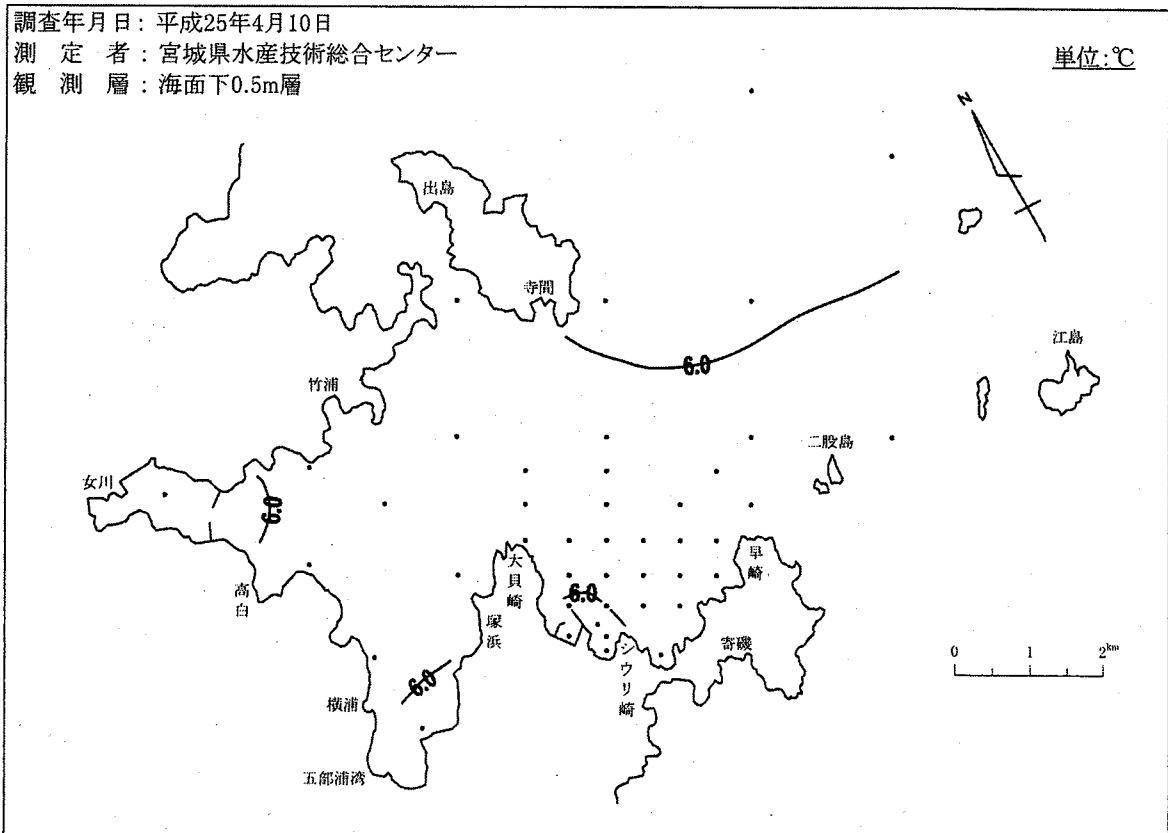 調査年月日：平成25年4月10日
測定者：宮城県水産技術総合センター
観測層：海面下0.5m層
単位：℃
N
出島
寺間
6.0
江島
竹浦
二股島
女川
6.0
早崎
大貝崎
高白
6.0
塚浜
寄磯
シウリ崎
0 1 2km
6.0
横浦
五部浦湾